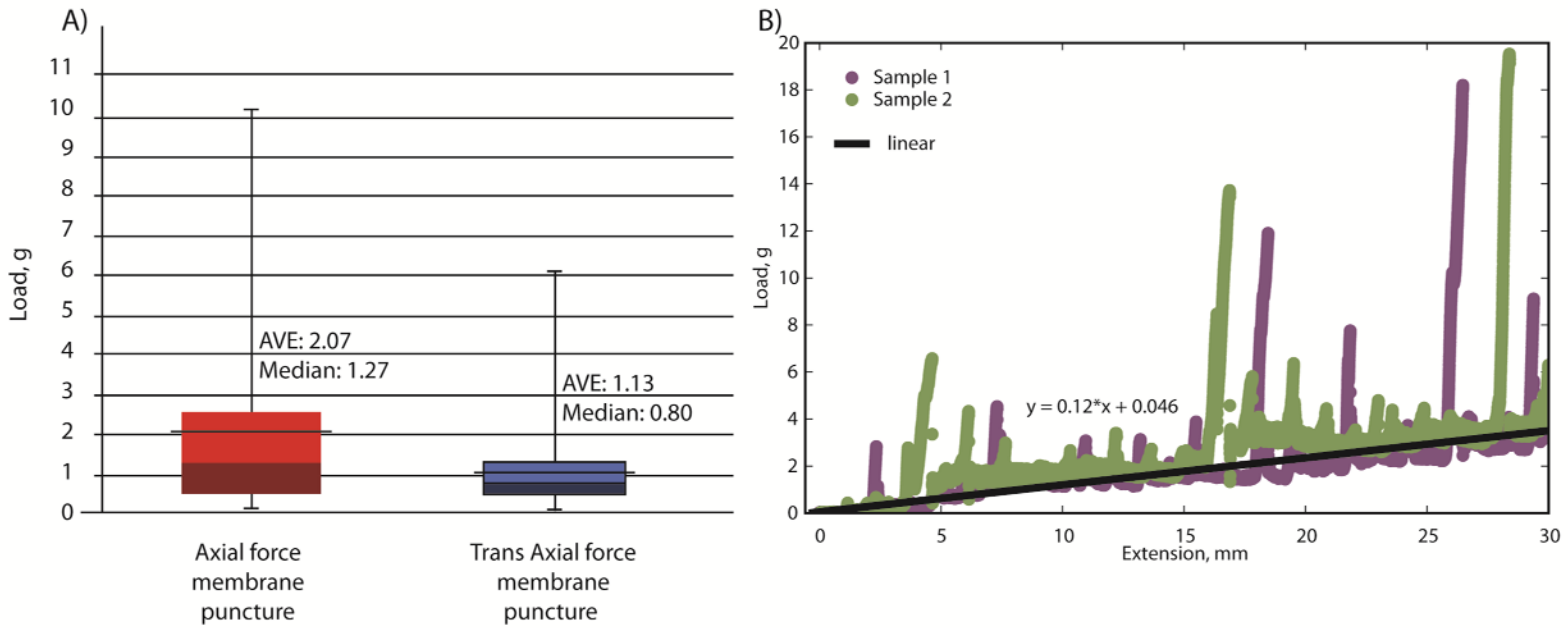 A)
11
10
9
8
7
6
5
4
3
2
1
0
Load, g
AVE: 2.07
Median: 1.27
AVE: 1.13
Median: 0.80
Axial force
membrane
puncture
Trans Axial force
membrane
puncture
B)
20
18
16
14
12
10
8
6
4
2
0
Load, g
Sample 1
Sample 2
linear
y = 0.12*x + 0.046
0
5
10
15
20
25
30
Extension, mm